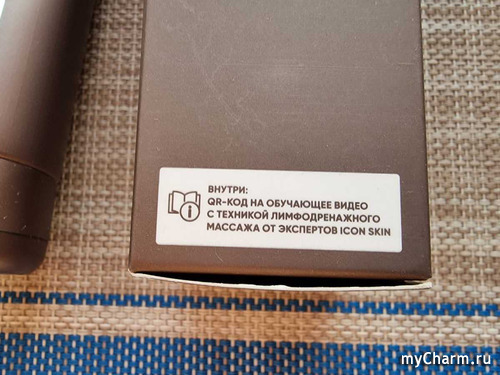 ВНУТРИ:
QR-КОД НА ОБУЧАЮЩЕЕ ВИДЕО
С ТЕХНИКОЙ ЛИМФОДРЕНАЖНОГО
МАССАЖА ОТ ЭКСПЕРТОВ ICON SKIN
myCharm.ru